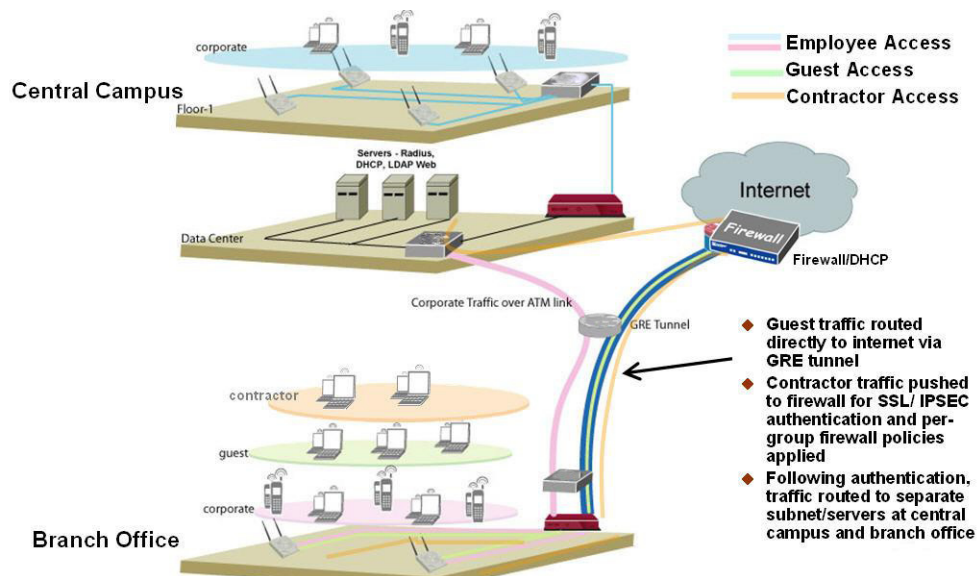 corporate
Employee Access
Guest Access
Contractor Access
Central Campus
Floor-1
Servers - Radius,
DHCP, LDAP Web
Internet
Firewall
Data Center
Firewall/DHCP
Corporate Traffic over ATM link
GRE Tunnel
Guest traffic routed
directly to internet via
GRE tunnel
Contractor traffic pushed
to firewall for SSL/ IPSEC
authentication and per-
group firewall policies
applied
Following authentication,
traffic routed to separate
subnet/servers at central
campus and branch office
contractor
guest
corporate
Branch Office